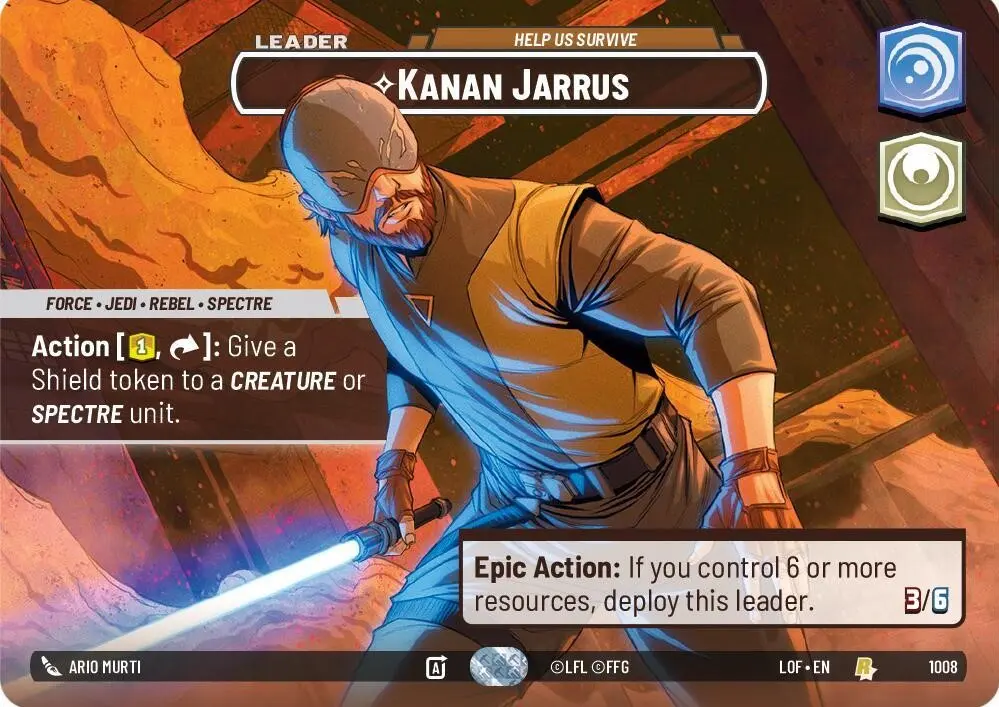 LEADER
HELP US SURVIVE
✧KANAN JARRUS
FORCE • JEDI • REBEL • SPECTRE
Action [1, ]: Give a
Shield token to a CREATURE or
SPECTRE unit.
Epic Action: If you control 6 or more
resources, deploy this leader.
3/6
ARIO MURTI
A
©LFL ©FFG
LOF • EN
R
1008